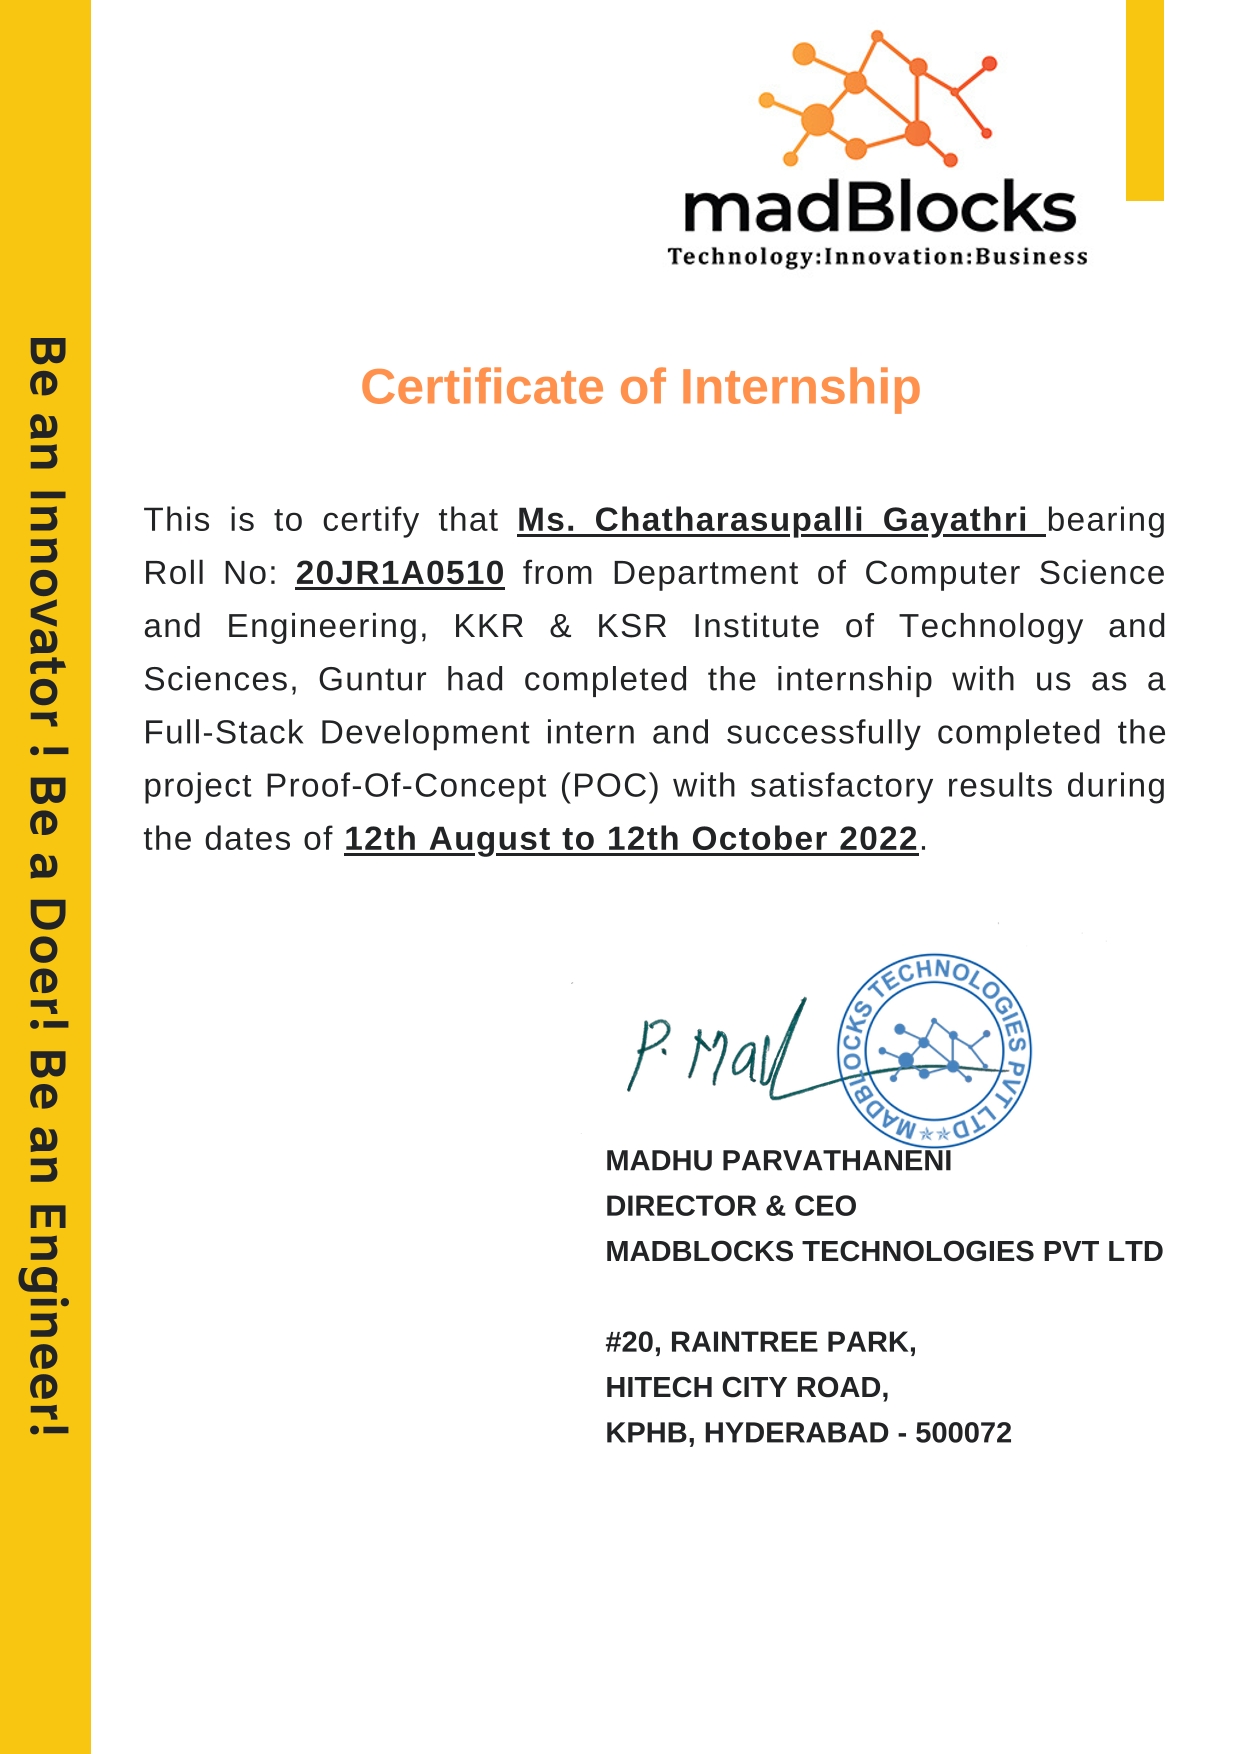 madBlocks
Technology:Innovation:Business
Be an Innovator ! Be a Doer! Be an Engineer!
Certificate of Internship
This is to certify that Ms. Chatharasupalli Gayathri bearing
Roll No: 20JR1A0510 from Department of Computer Science
and Engineering, KKR & KSR Institute of Technology and
Sciences, Guntur had completed the internship with us as a
Full-Stack Development intern and successfully completed the
project Proof-Of-Concept (POC) with satisfactory results during
the dates of 12th August to 12th October 2022.
P. Mad
MADBLOCKS TECHNOLOGIES PVT LTD
MADHU PARVATHANENI
DIRECTOR & CEO
MADBLOCKS TECHNOLOGIES PVT LTD
#20, RAINTREE PARK,
HITECH CITY ROAD,
KPHB, HYDERABAD - 500072